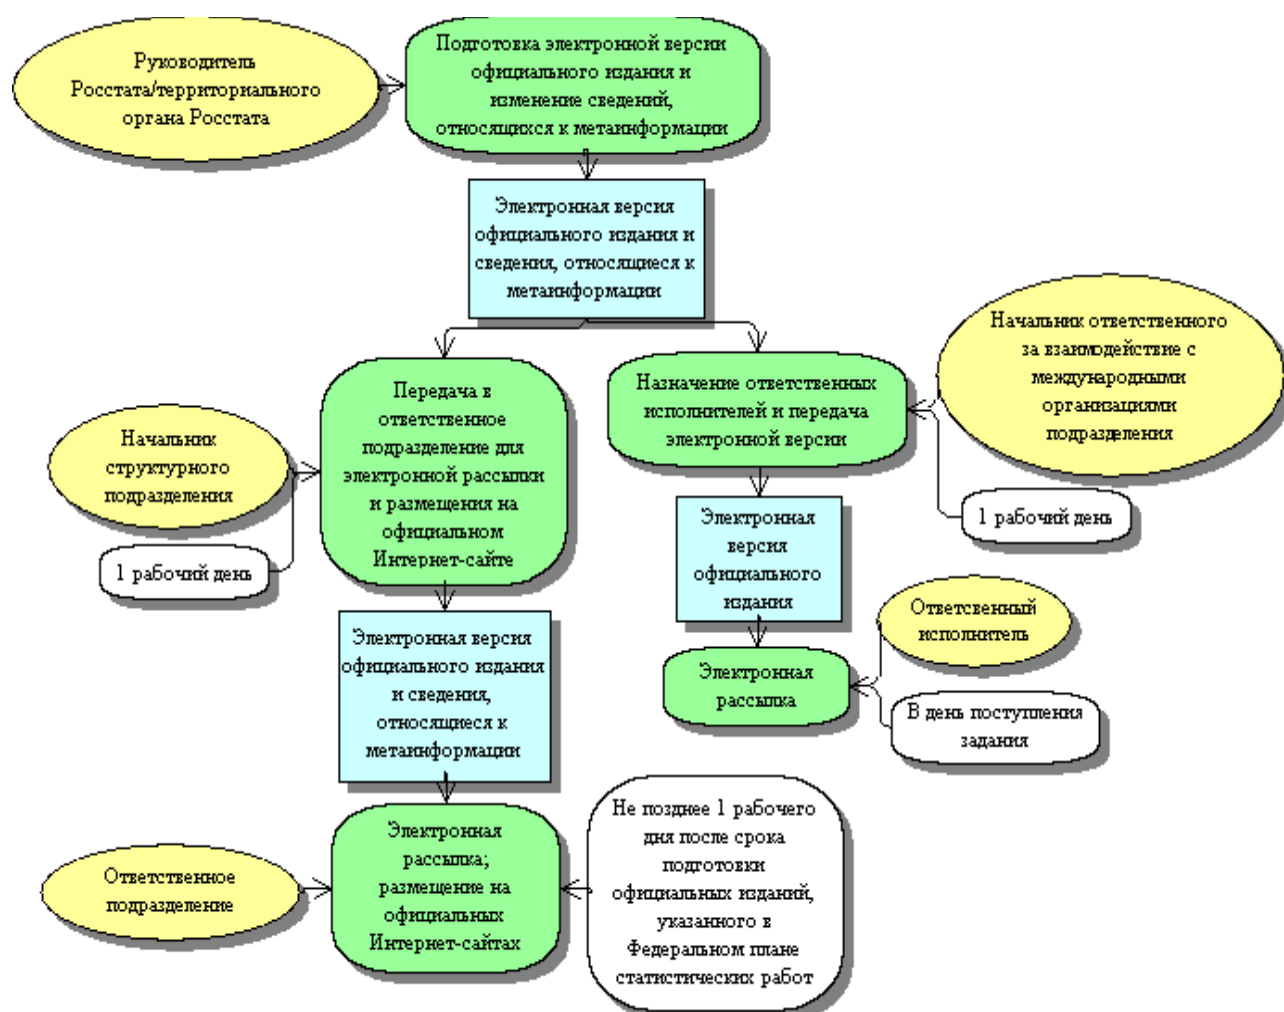 Руководитель
Росстата/территориального
органа Росстата
Подготовка электронной версии
официального издания и
изменение сведений,
относящихся к метаинформации
Электронная версия
официального издания и
сведения, относящиеся к
метаинформации
Начальник ответственного
за взаимодействие с
международными
организациями
подразделения
Передача в
ответственное
подразделение для
электронной рассылки
и размещения на
официальном
Интернет-сайте
Назначение ответственных
исполнителей и передача
электронной версии
Начальник
структурного
подразделения
1 рабочий день
1 рабочий день
Электронная
версия
официального
издания
Электронная версия
официального издания
и сведения,
относящиеся к
метаинформации
Ответсвенный
исполнитель
Электронная
рассылка
В день поступления
задания
Ответственное
подразделение
Электронная
рассылка;
размещение на
официальных
Интернет-сайтах
Не позднее 1 рабочего
дня после срока
подготовки
официальных изданий,
указанного в
Федеральном плане
статистических работ